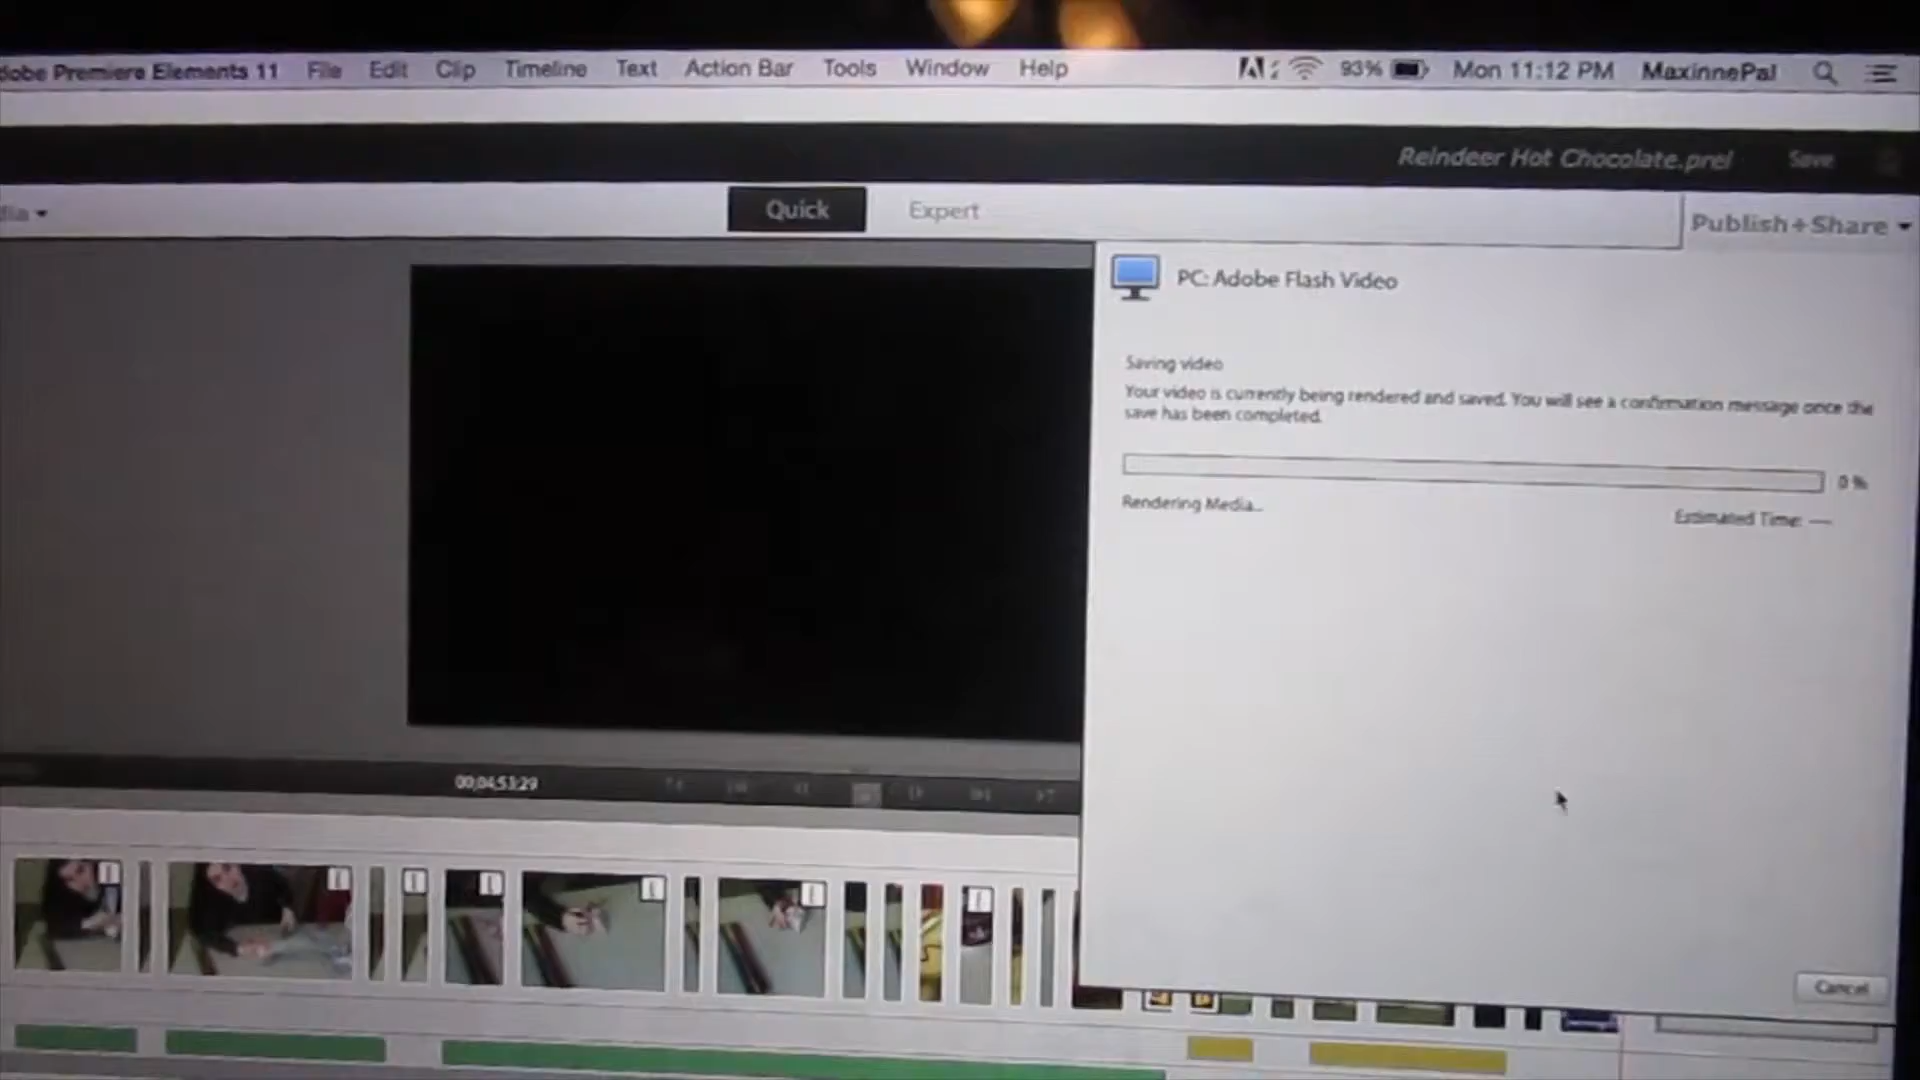 dobe Premiere Elements 11 File Edit Clip Timeline Text Action Bar Tools Window Help 93% Mon 11:12 PM MaxinnePal
Reindeer Hot Chocolate.prel Save
dia Quick Expert Publish+Share
PC: Adobe Flash Video
Saving video
Your video is currently being rendered and saved. You will see a confirmation message once the
save has been completed.
0 %
Rendering Media...
Estimated Time: ---
00;04;53;29
Cancel